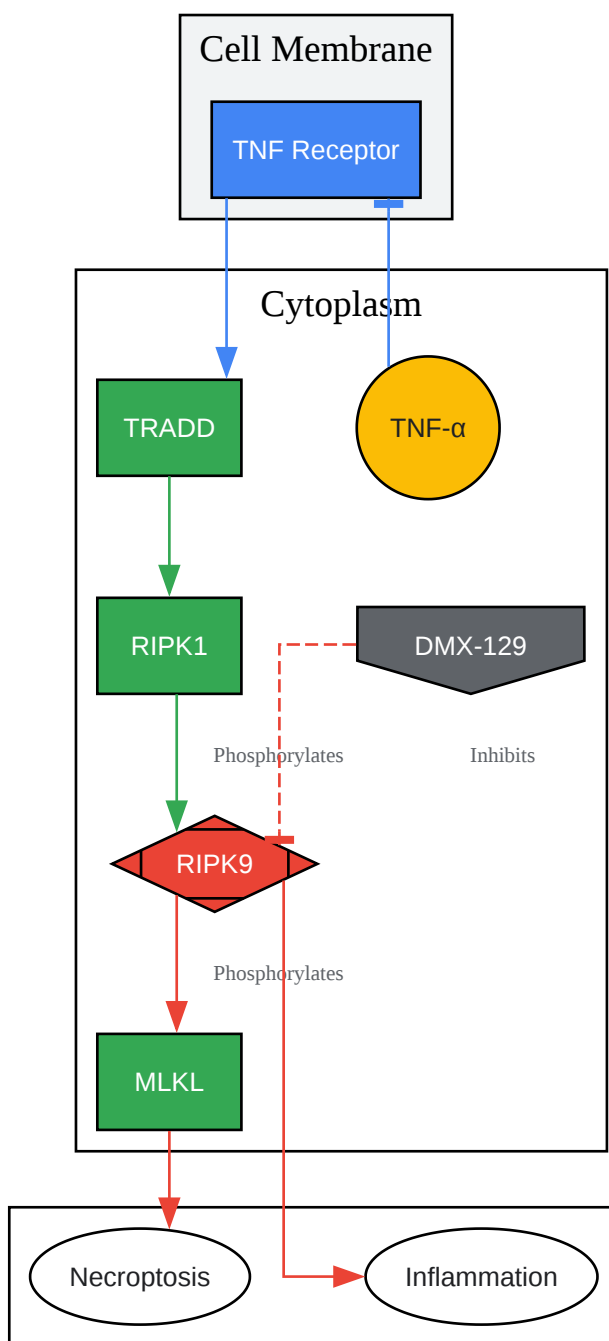 Cell Membrane
TNF Receptor
Cytoplasm
TRADD
TNF-α
RIPK1
DMX-129
Phosphorylates
Inhibits
RIPK9
Phosphorylates
MLKL
Necroptosis
Inflammation